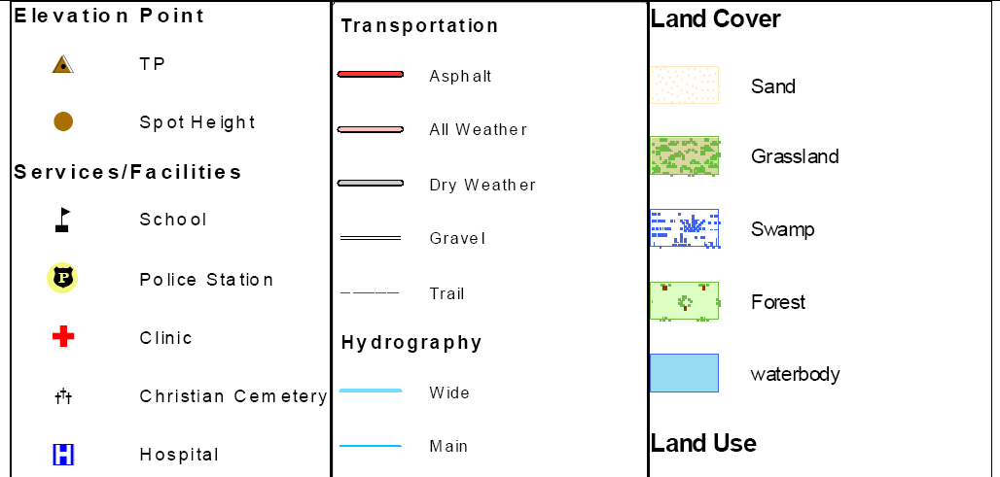 Elevation Point
TP
Spot Height
Services/Facilities
School
P
Police Station
Clinic
Christian Cemetery
H
Hospital
Transportation
Asphalt
All Weather
Dry Weather
Gravel
Trail
Hydrography
Wide
Main
Land Cover
Sand
Grassland
Swamp
Forest
waterbody
Land Use